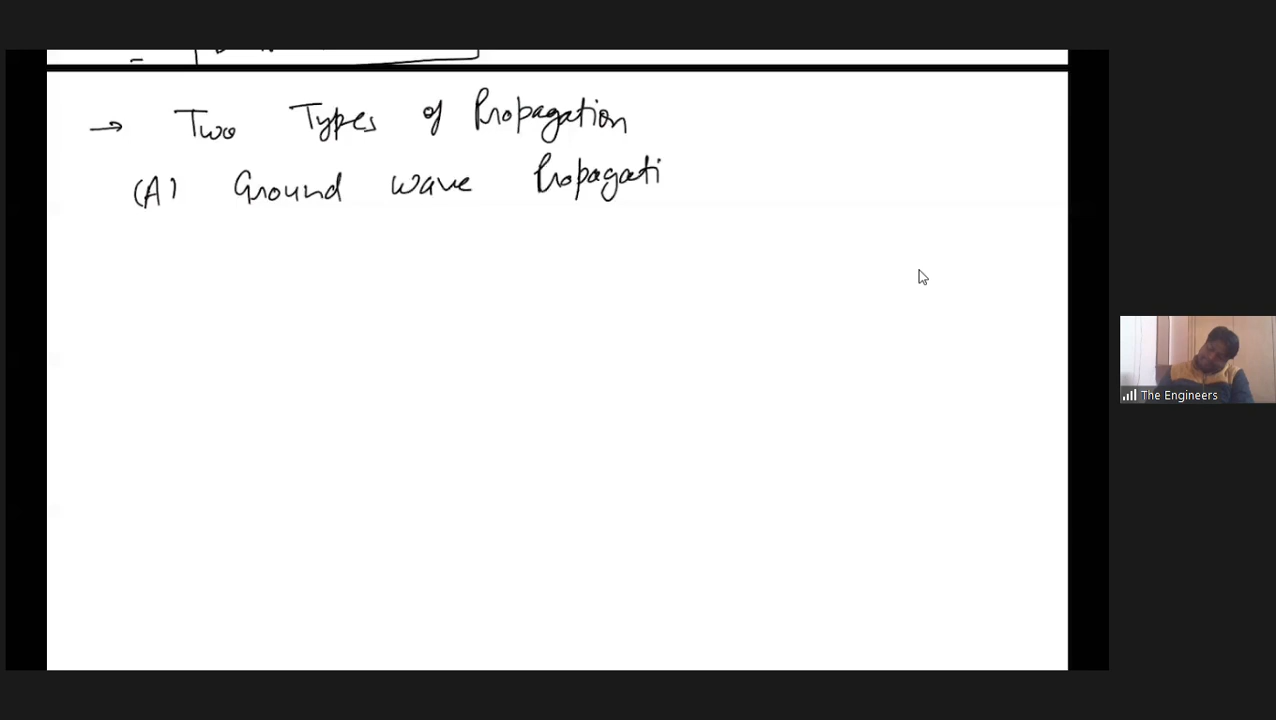 → Two Types of Propagation
(A) Ground wave Propagati
The Engineers